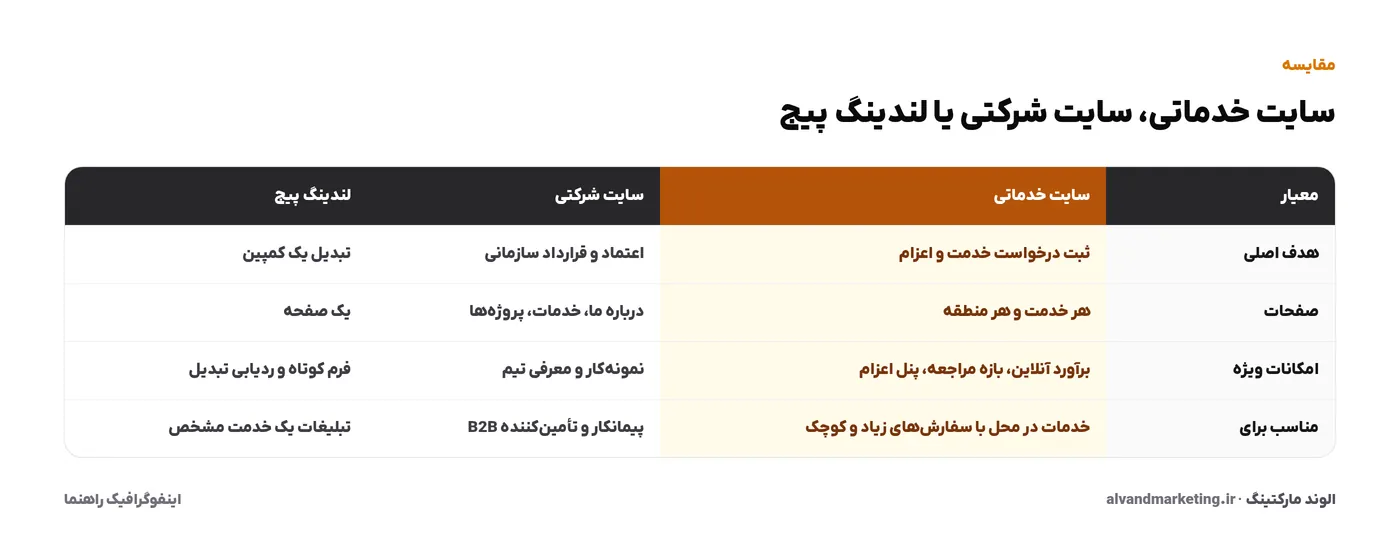 مقایسه
سایت خدماتی، سایت شرکتی یا لندینگ پیج
معیار سایت خدماتی سایت شرکتی لندینگ پیج
هدف اصلی ثبت درخواست خدمت و اعزام اعتماد و قرارداد سازمانی تبدیل یک کمپین
صفحات هر خدمت و هر منطقه درباره ما، خدمات، پروژه‌ها یک صفحه
امکانات ویژه برآورد آنلاین، بازه مراجعه، پنل اعزام نمونه‌کار و معرفی تیم فرم کوتاه و ردیابی تبدیل
مناسب برای خدمات در محل با سفارش‌های زیاد و کوچک پیمانکار و تأمین‌کننده B2B تبلیغات یک خدمت مشخص
الوند مارکتینگ · alvandmarketing.ir اینفوگرافیک راهنما